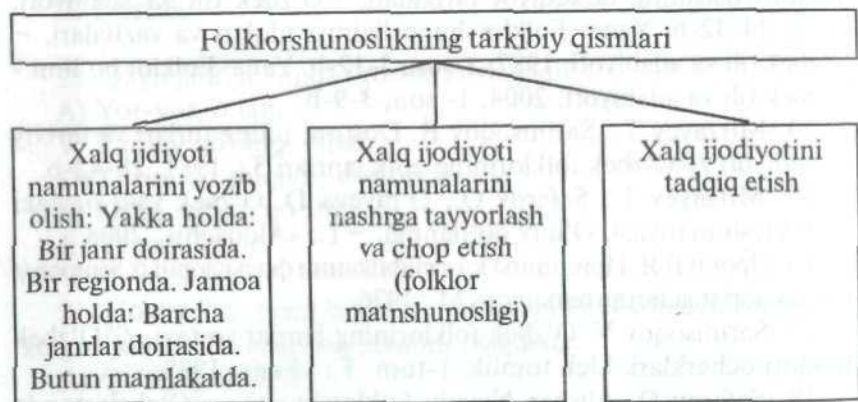 Folklorshunoslikning tarkibiy qismlari
Xalq ijdiyoti
namunalarini yozib
olish: Yakka holda:
Bir janr doirasida.
Bir regionda. Jamoa
holda: Barcha
janrlar doirasida.
Butun mamlakatda.
Xalq ijodiyoti
namunalarini
nashrga tayyorlash
va chop etish
(folklor
matnshunosligi)
Xalq ijodiyotini
tadqiq etish